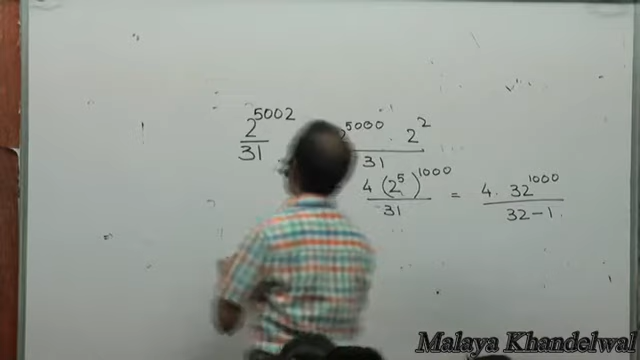 2^5002 / 31
2^5000 · 2^2 / 31
4 (2^5)^1000 / 31 = 4 · 32^1000 / 32-1
Malaya Khandelwal